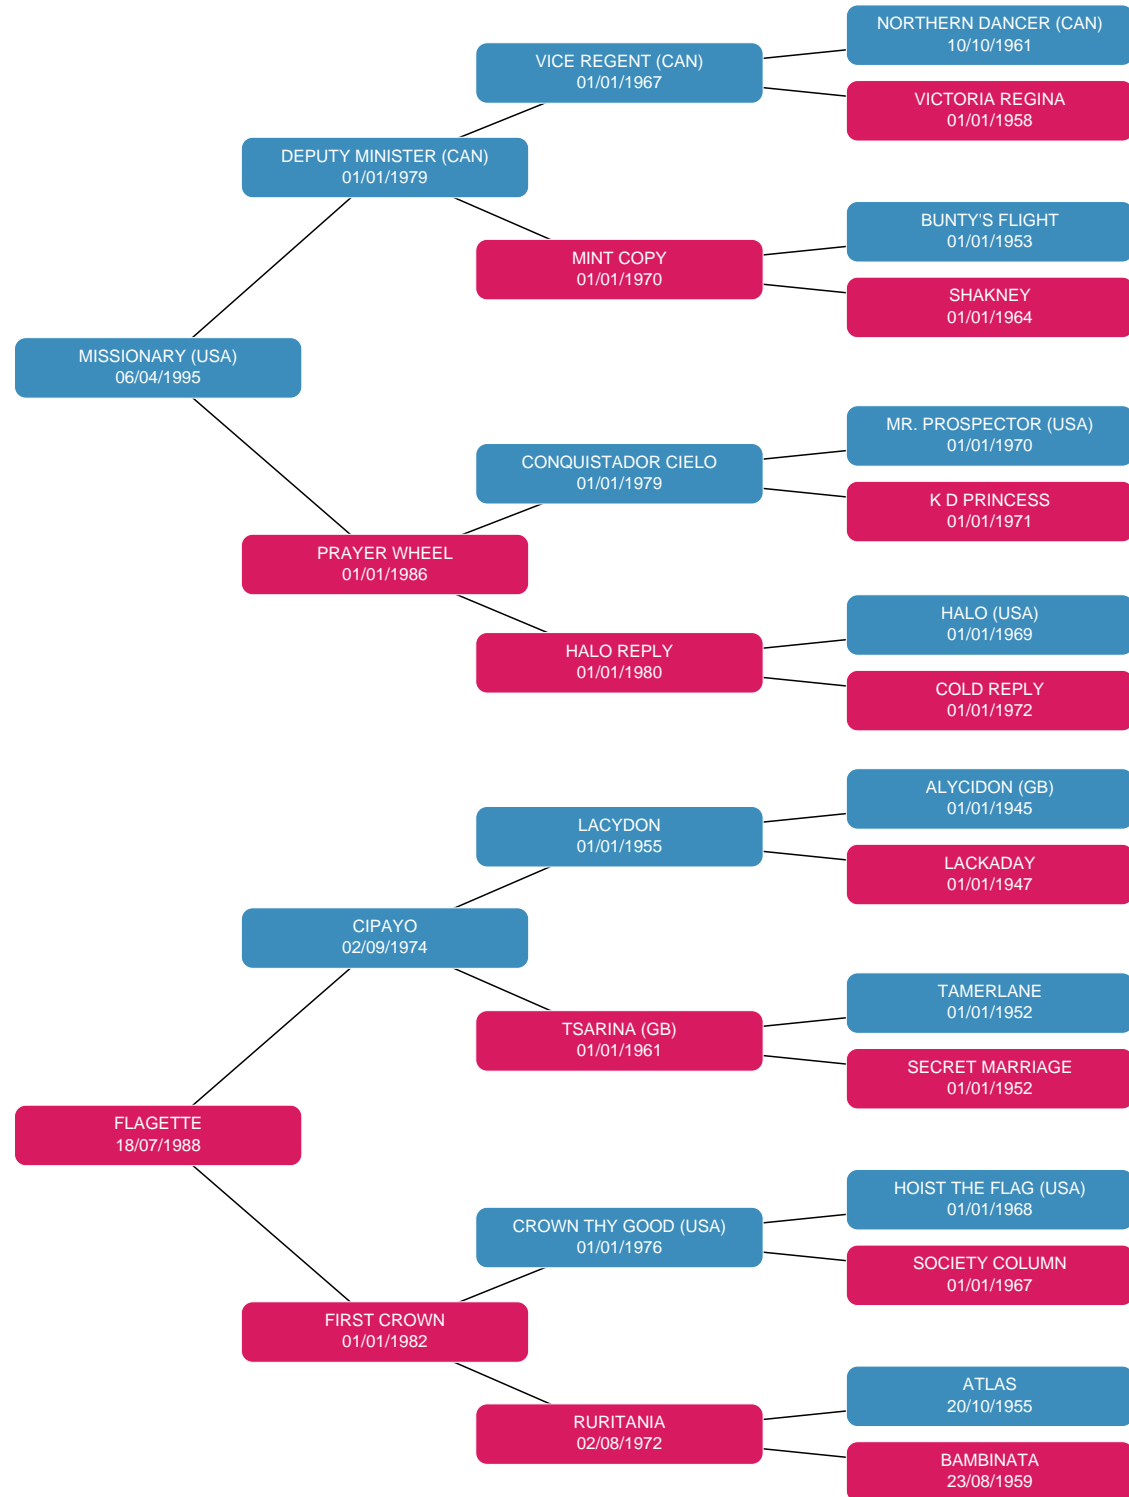 NORTHERN DANCER (CAN)
10/10/1961
VICE REGENT (CAN)
01/01/1967
VICTORIA REGINA
01/01/1958
DEPUTY MINISTER (CAN)
01/01/1979
BUNTY'S FLIGHT
01/01/1953
MINT COPY
01/01/1970
SHAKNEY
01/01/1964
MISSIONARY (USA)
06/04/1995
MR. PROSPECTOR (USA)
01/01/1970
CONQUISTADOR CIELO
01/01/1979
K D PRINCESS
01/01/1971
PRAYER WHEEL
01/01/1986
HALO (USA)
01/01/1969
HALO REPLY
01/01/1980
COLD REPLY
01/01/1972
ALYCIDON (GB)
01/01/1945
LACYDON
01/01/1955
LACKADAY
01/01/1947
CIPAYO
02/09/1974
TAMERLANE
01/01/1952
TSARINA (GB)
01/01/1961
SECRET MARRIAGE
01/01/1952
FLAGETTE
18/07/1988
HOIST THE FLAG (USA)
01/01/1968
CROWN THY GOOD (USA)
01/01/1976
SOCIETY COLUMN
01/01/1967
FIRST CROWN
01/01/1982
ATLAS
20/10/1955
RURITANIA
02/08/1972
BAMBINATA
23/08/1959